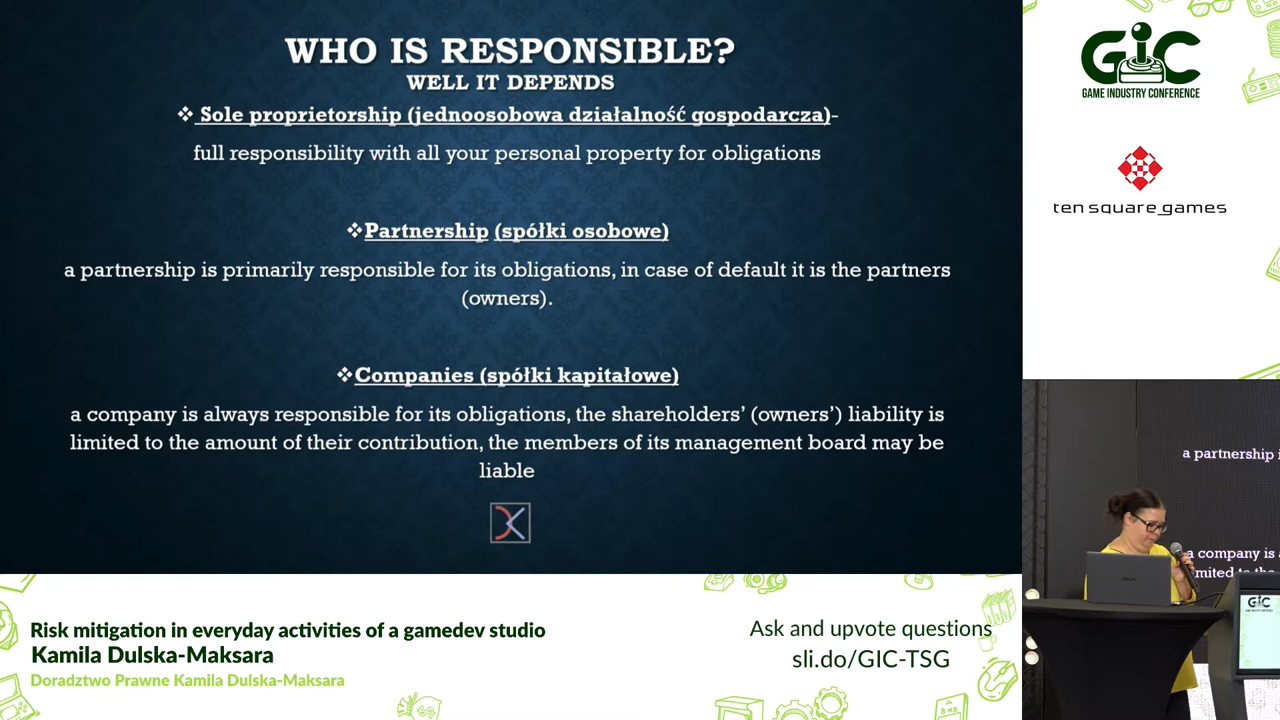 WHO IS RESPONSIBLE?
WELL IT DEPENDS
❖ Sole proprietorship (jednoosobowa działalność gospodarcza)-
full responsibility with all your personal property for obligations
❖Partnership (spółki osobowe)
a partnership is primarily responsible for its obligations, in case of default it is the partners
(owners).
❖Companies (spółki kapitałowe)
a company is always responsible for its obligations, the shareholders’ (owners’) liability is
limited to the amount of their contribution, the members of its management board may be
liable
GIC
GAME INDUSTRY CONFERENCE
ten square games
a partnership
a company is
GIC
Risk mitigation in everyday activities of a gamedev studio
Kamila Dulska-Maksara
Doradztwo Prawne Kamila Dulska-Maksara
Ask and upvote questions
sli.do/GIC-TSG